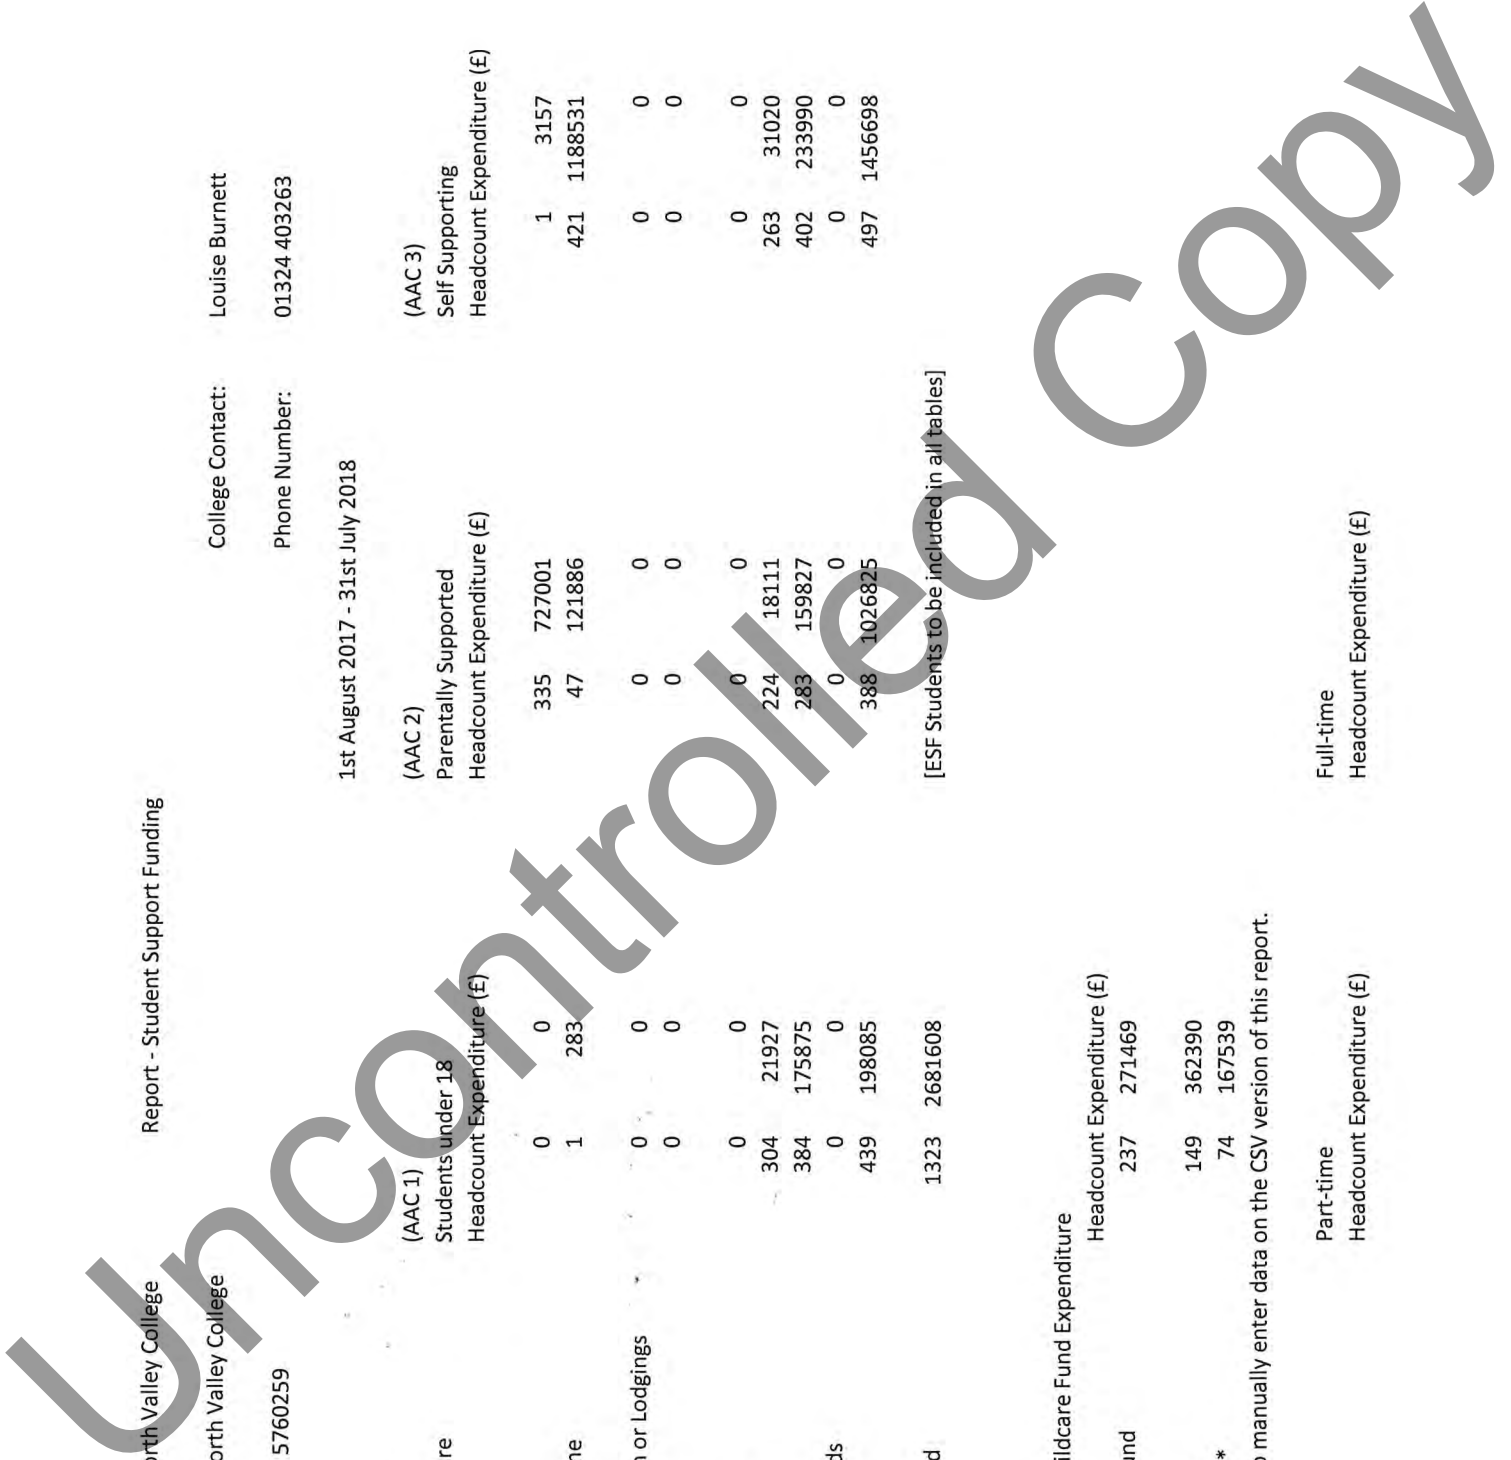 orth Valley College Report - Student Support Funding
orth Valley College College Contact: Louise Burnett
5760259 Phone Number: 01324 403263
1st August 2017 - 31st July 2018
(AAC 1) (AAC 2) (AAC 3)
re Students under 18 Parentally Supported Self Supporting
Headcount Expenditure (£) Headcount Expenditure (£) Headcount Expenditure (£)
0 0 335 727001 1 3157
ne 1 283 47 121886 421 1188531
n or Lodgings 0 0 0 0 0 0
0 0 0 0 0 0
0 0 0 0 0 0
304 21927 224 18111 263 31020
384 175875 283 159827 402 233990
ds 0 0 0 0 0 0
439 198085 388 1026825 497 1456698
d 1323 2681608 [ESF Students to be included in all tables]
ildcare Fund Expenditure
Headcount Expenditure (£)
und 237 271469
149 362390
* 74 167539
o manually enter data on the CSV version of this report.
Part-time Full-time
Headcount Expenditure (£) Headcount Expenditure (£)
Uncontrolled Copy